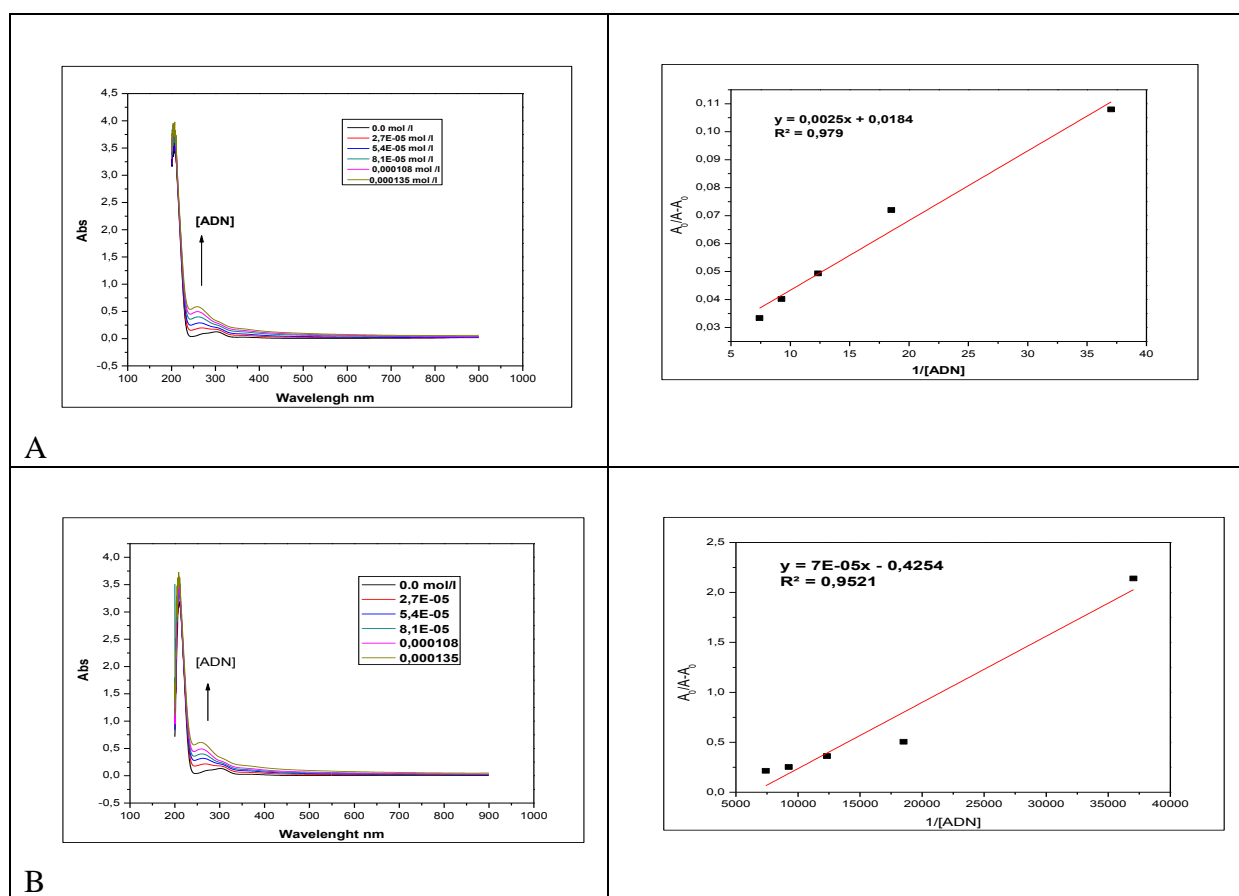 4,5
4,0
3,5
3,0
2,5
2,0
1,5
1,0
0,5
0,0
-0,5
Abs
0.0 mol /l
2,7E-05 mol /l
5,4E-05 mol /l
8,1E-05 mol /l
0,000108 mol /l
0,000135 mol /l
[ADN]
100 200 300 400 500 600 700 800 900 1000
Wavelengh nm
A
0,11
0,10
0,09
0,08
0,07
0,06
0,05
0,04
0,03
A0/A-A0
y = 0,0025x + 0,0184
R² = 0,979
5 10 15 20 25 30 35 40
1/[ADN]
4,0
3,5
3,0
2,5
2,0
1,5
1,0
0,5
0,0
-0,5
Abs
0.0 mol/l
2,7E-05
5,4E-05
8,1E-05
0,000108
0,000135
[ADN]
100 200 300 400 500 600 700 800 900 1000
Wavelenght nm
B
2,5
2,0
1,5
1,0
0,5
0,0
A0/A-A0
y = 7E-05x - 0,4254
R² = 0,9521
5000 10000 15000 20000 25000 30000 35000 40000
1/[ADN]